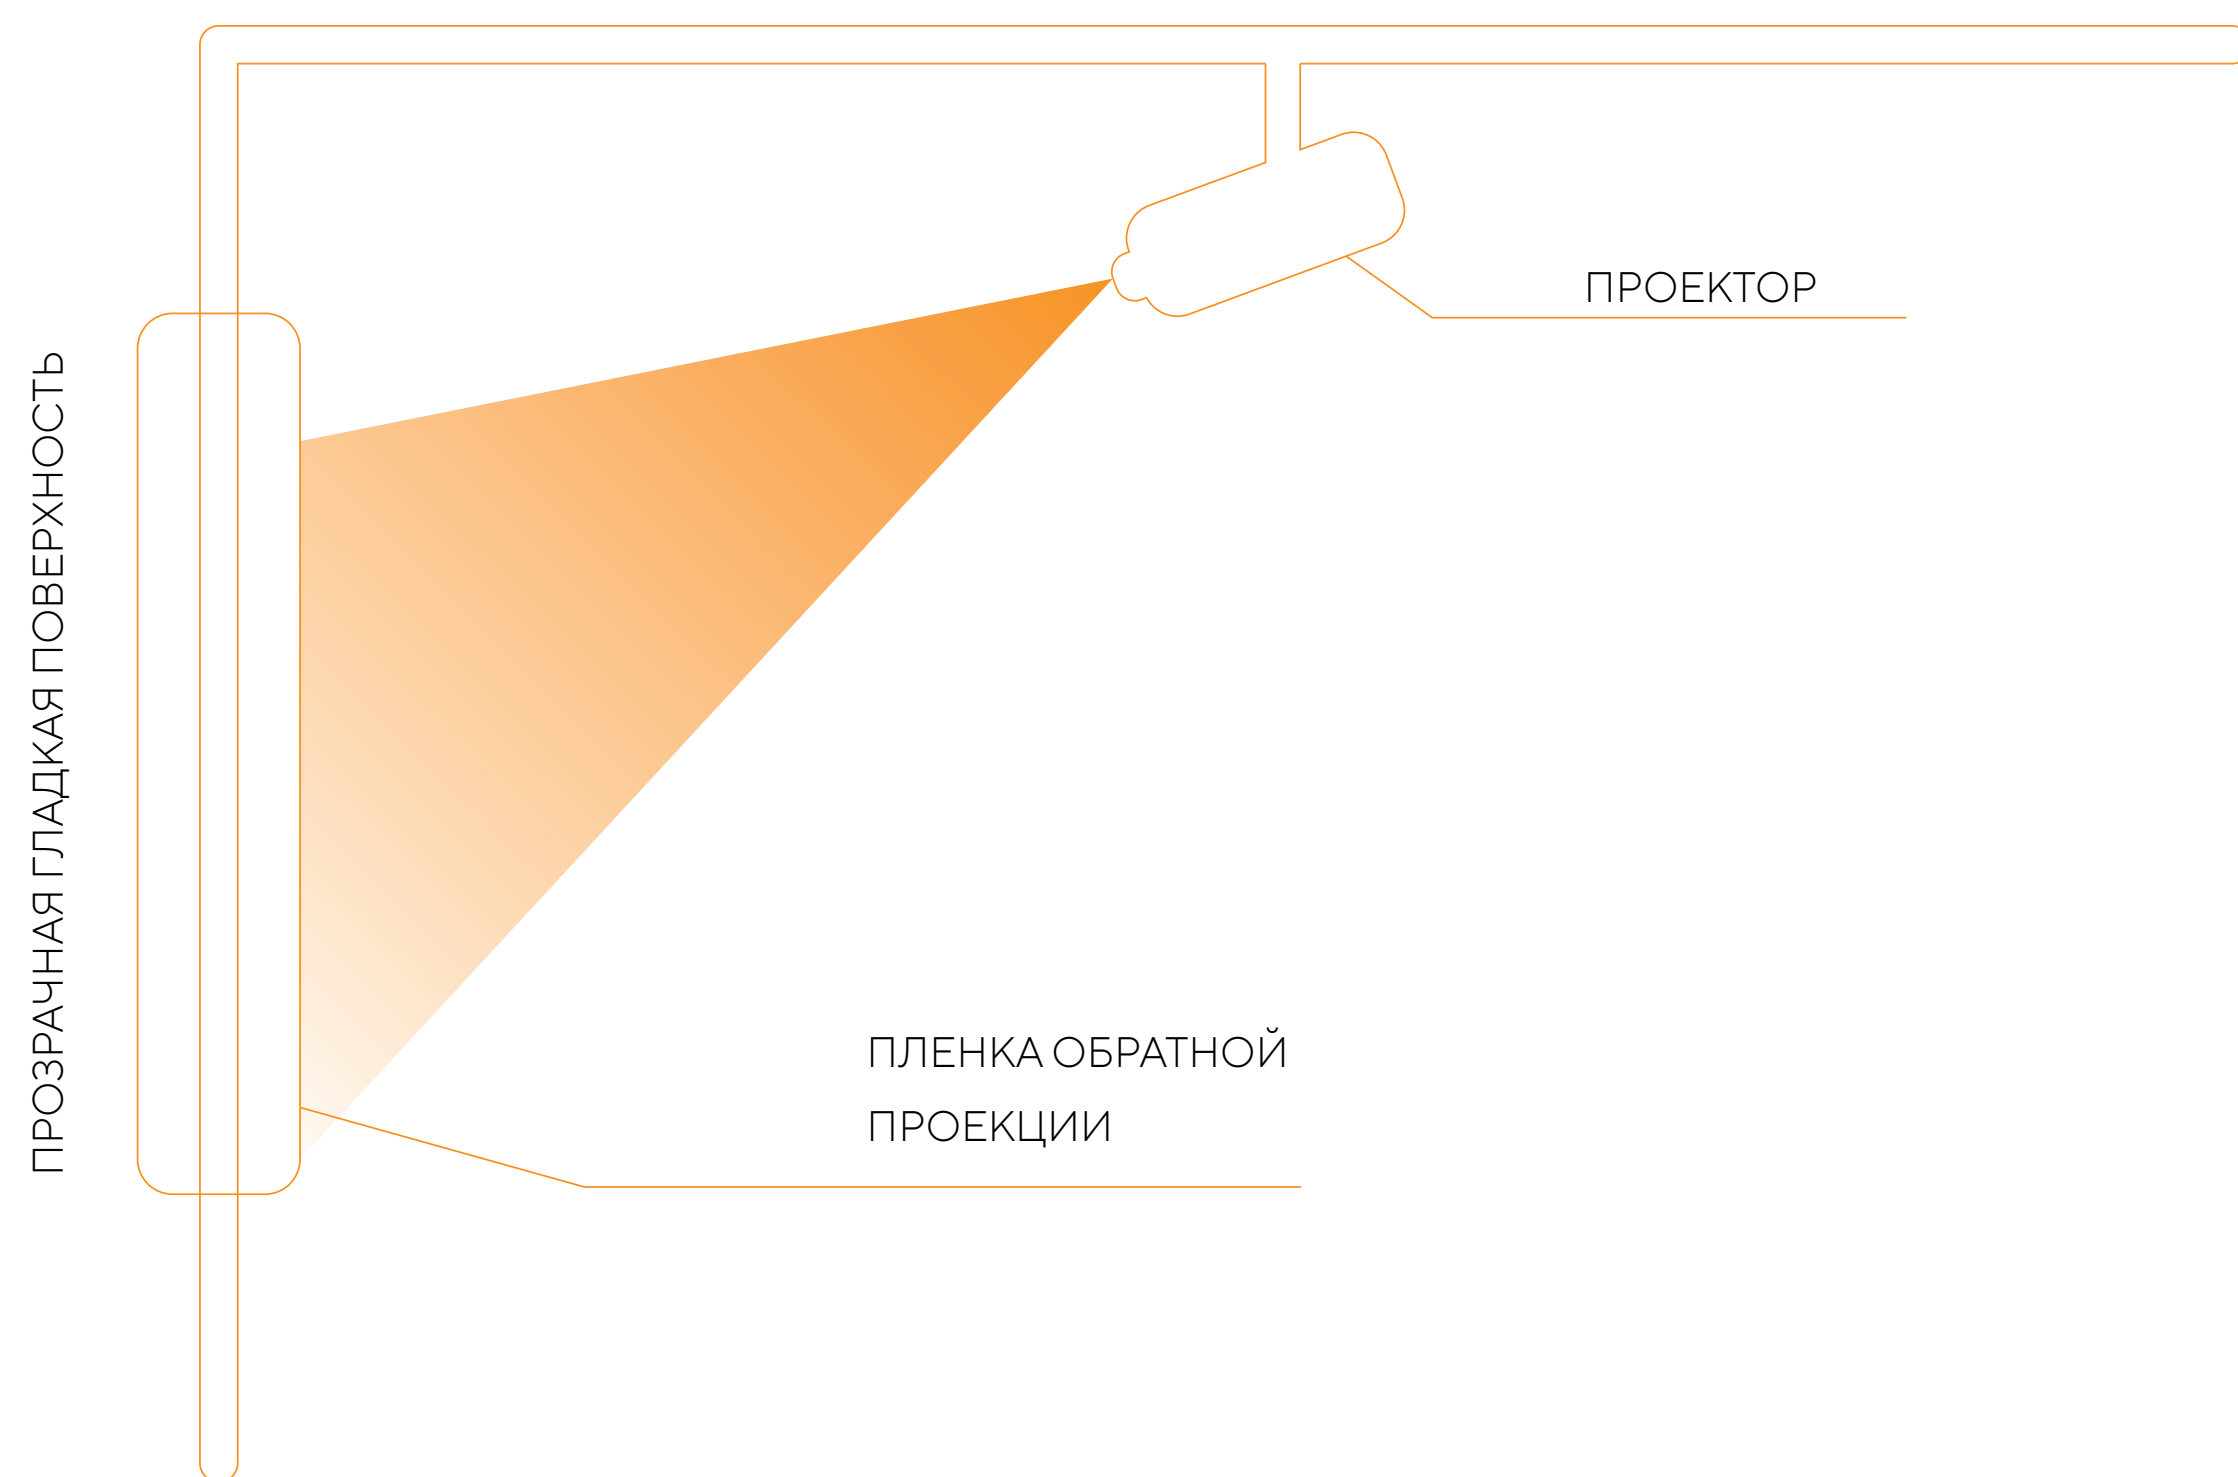 ПРОЗРАЧНАЯ ГЛАДКАЯ ПОВЕРХНОСТЬ
ПРОЕКТОР
ПЛЕНКА ОБРАТНОЙ
ПРОЕКЦИИ